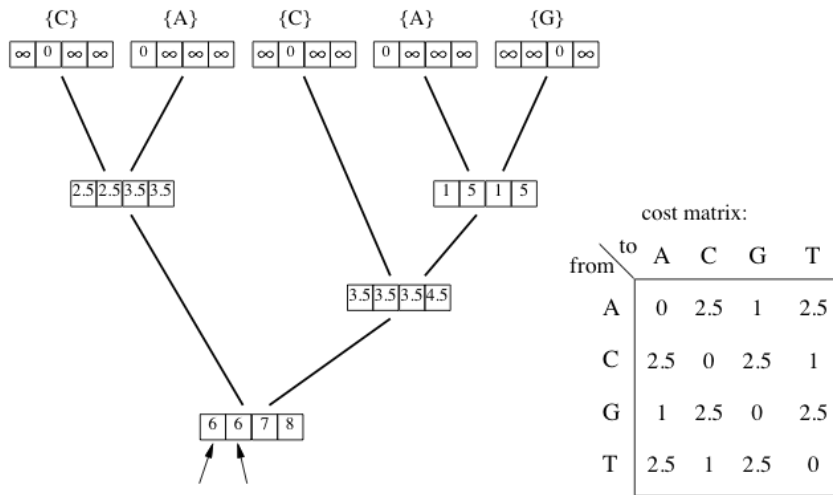 {C} {A} {C} {A} {G}
∞ 0 ∞ ∞ 0 ∞ ∞ ∞ ∞ 0 ∞ ∞ 0 ∞ ∞ ∞ ∞ ∞ 0 ∞
2.5 2.5 3.5 3.5 1 5 1 5
3.5 3.5 3.5 4.5
6 6 7 8
cost matrix:
from to A C G T
A 0 2.5 1 2.5
C 2.5 0 2.5 1
G 1 2.5 0 2.5
T 2.5 1 2.5 0